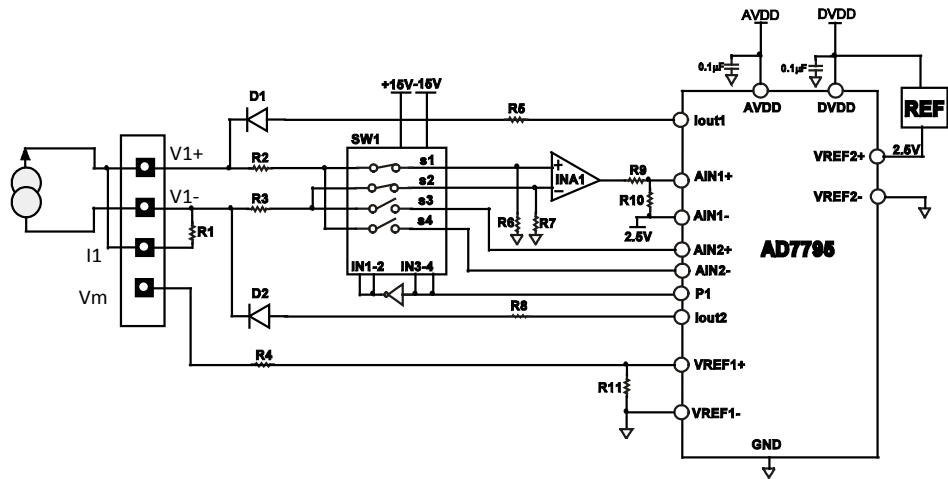 AVDD DVDD
0.1µF 0.1µF
+15V -15V
D1
AVDD DVDD
REF
R5 Iout1
SW1
V1+ R2 s1
2.5V
VREF2+
INA1
R9 AIN1+
s2
V1- R3 s3
R10
VREF2-
R1
s4
R6 R7
AIN1-
2.5V
I1
AIN2+
AD7795
IN1-2 IN3-4
AIN2-
Vm
D2
P1
R8 Iout2
R4
VREF1+
R11
VREF1-
GND